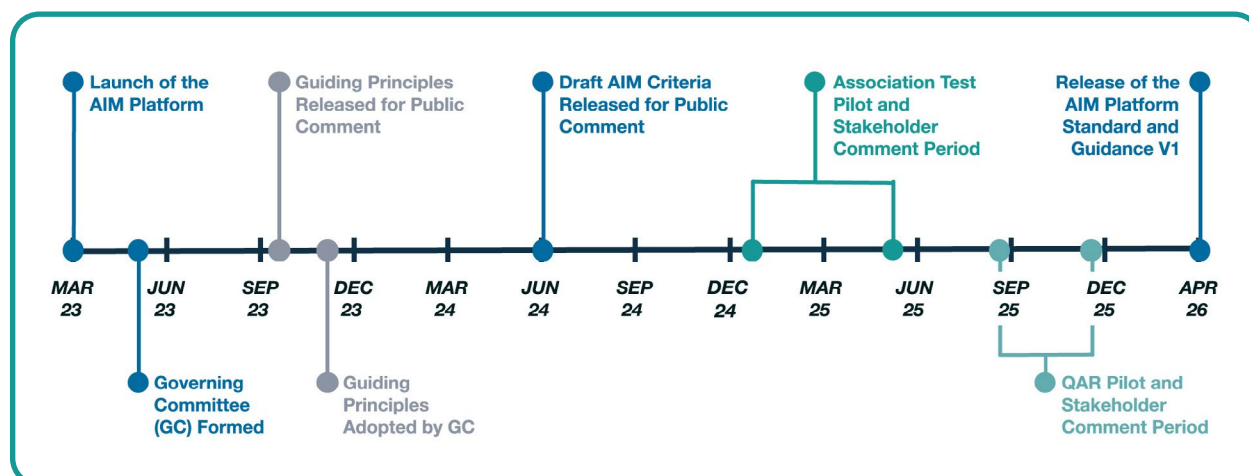 Launch of the
AIM Platform
Guiding Principles
Released for Public
Comment
Draft AIM Criteria
Released for Public
Comment
Association Test
Pilot and
Stakeholder
Comment Period
Release of the
AIM Platform
Standard and
Guidance V1
MAR
23
JUN
23
SEP
23
DEC
23
MAR
24
JUN
24
SEP
24
DEC
24
MAR
25
JUN
25
SEP
25
DEC
25
APR
26
Governing
Committee
(GC) Formed
Guiding
Principles
Adopted by GC
QAR Pilot and
Stakeholder
Comment Period